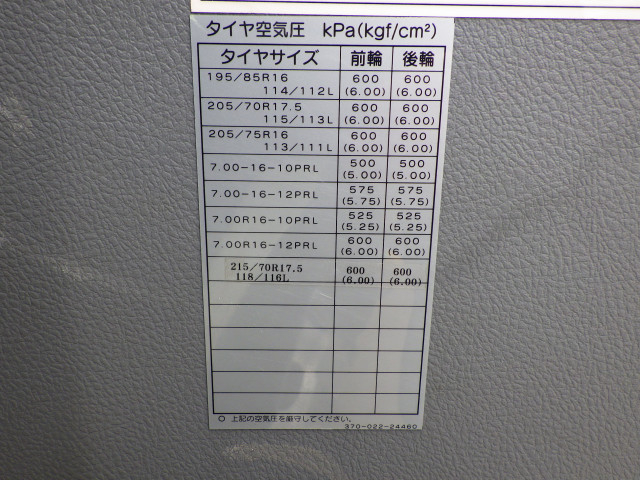 タイヤ空気圧 kPa(kgf/cm²)
タイヤサイズ 前輪 後輪
195/85R16 600 600
114/112L (6.00) (6.00)
205/70R17.5 600 600
115/113L (6.00) (6.00)
205/75R16 600 600
113/111L (6.00) (6.00)
7.00-16-10PRL 500 500
(5.00) (5.00)
7.00-16-12PRL 575 575
(5.75) (5.75)
7.00R16-10PRL 525 525
(5.25) (5.25)
7.00R16-12PRL 600 600
(6.00) (6.00)
215/70R17.5 600 600
118/116L (6.00) (6.00)
○ 上記の空気圧を厳守してください。
370-022-24460